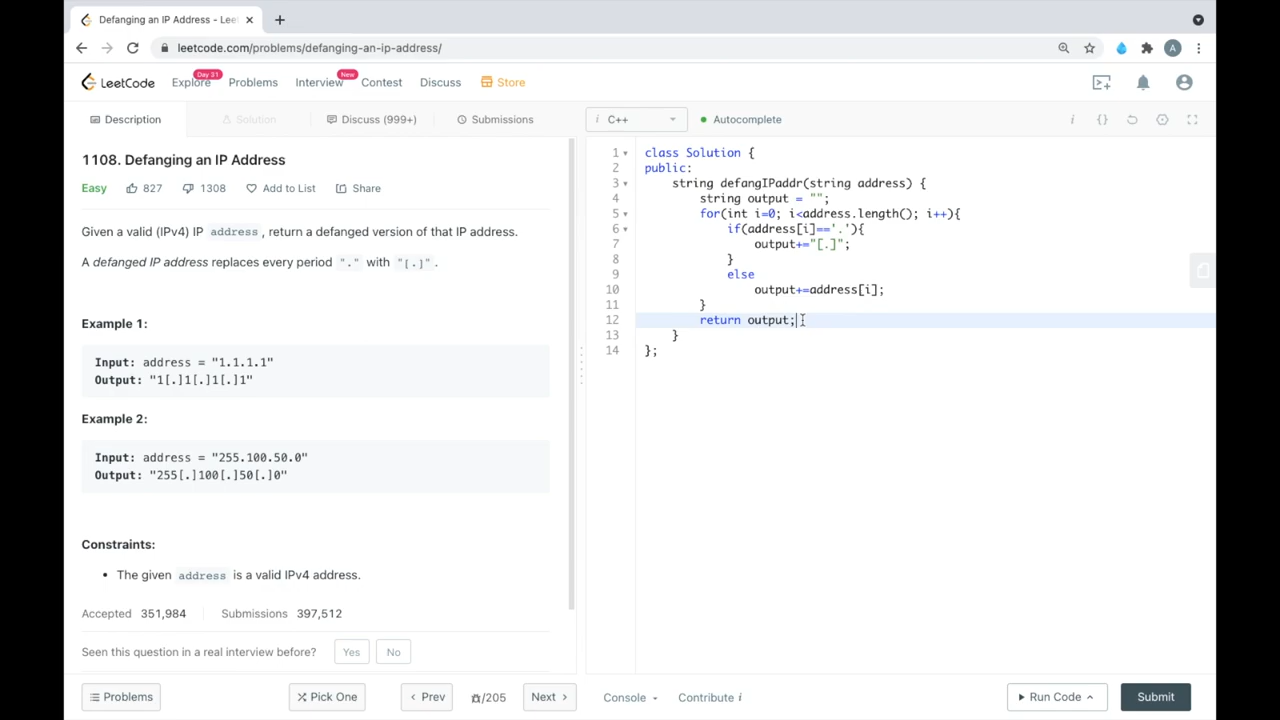 Defanging an IP Address - Lee
leetcode.com/problems/defanging-an-ip-address/
A
LeetCode
Explore
Day 31
Problems
Interview
New
Contest
Discuss
Store
Description
Solution
Discuss (999+)
Submissions
i C++
Autocomplete
i {}
1108. Defanging an IP Address
Easy 827 1308 Add to List Share
Given a valid (IPv4) IP address, return a defanged version of that IP address.
A defanged IP address replaces every period "." with "[.]".
Example 1:
Input: address = "1.1.1.1"
Output: "1[.]1[.]1[.]1"
Example 2:
Input: address = "255.100.50.0"
Output: "255[.]100[.]50[.]0"
Constraints:
• The given address is a valid IPv4 address.
Accepted 351,984 Submissions 397,512
Seen this question in a real interview before? Yes No
1 class Solution {
2 public:
3 string defangIPaddr(string address) {
4 string output = "";
5 for(int i=0; i<address.length(); i++){
6 if(address[i]=='.'){
7 output+="[.]";
8 }
9 else
10 output+=address[i];
11 }
12 return output;
13 }
14 };
Problems
Pick One
Prev
/205
Next
Console
Contribute i
Run Code
Submit